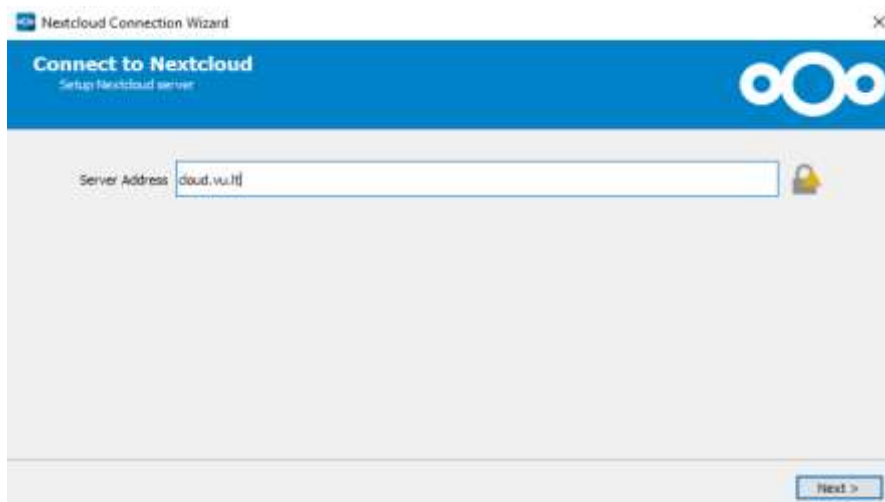 Nextcloud Connection Wizard
Connect to Nextcloud
Setup Nextcloud server
Server Address cloud.vu.lt
Next >